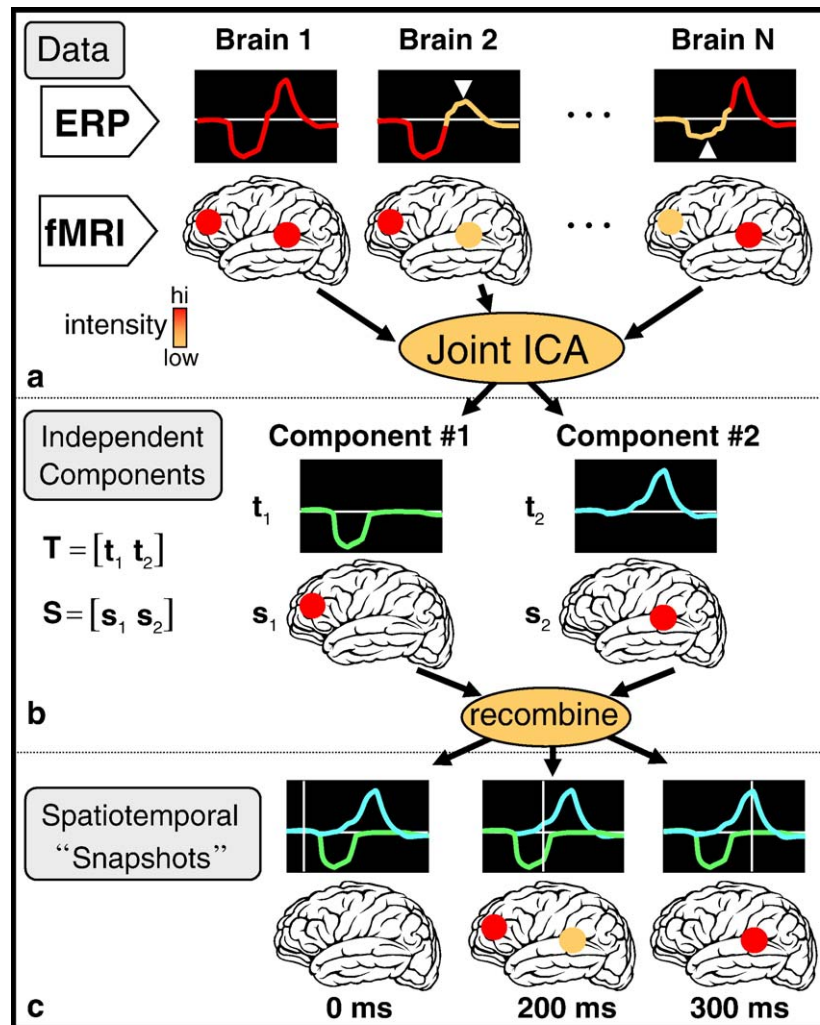 Data
Brain 1 Brain 2 Brain N
ERP
. . .
fMRI
. . .
hi
intensity
low
Joint ICA
a
Independent
Components
Component #1 Component #2
t1 t2
T = [t1 t2]
S = [s1 s2]
s1 s2
b
recombine
Spatiotemporal
“Snapshots”
c
0 ms 200 ms 300 ms